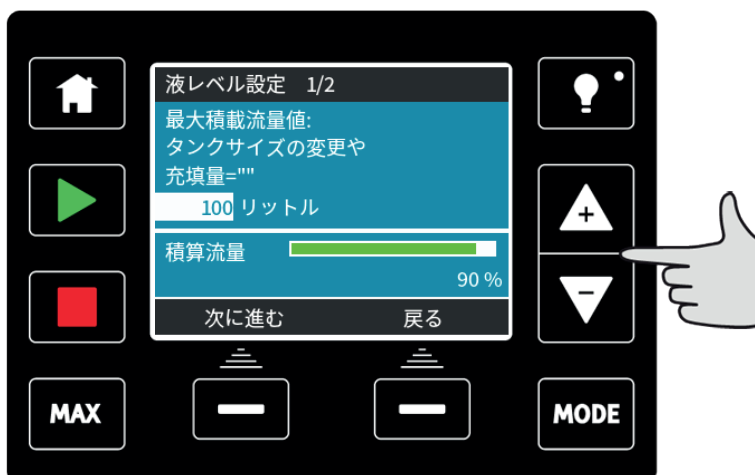 液レベル設定 1/2
最大積載流量値:
タンクサイズの変更や
充填量=""
100 リットル
積算流量
90 %
次に進む 戻る
+
−
MAX
MODE